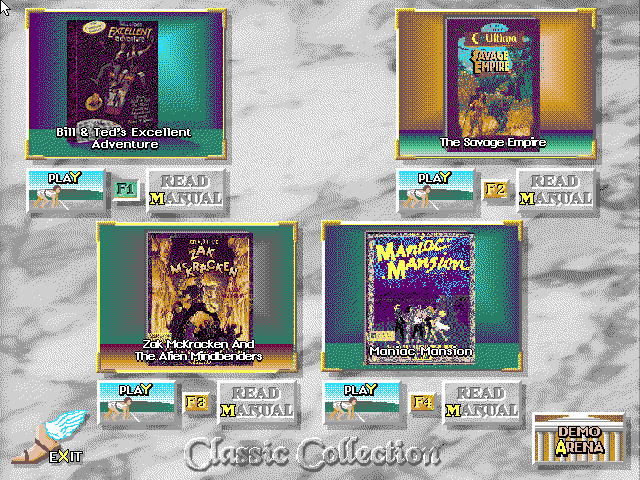 EXCELLENT
adventure
Bill & Ted's Excellent
Adventure
Ultima
SAVAGE
EMPIRE
The Savage Empire
PLAY
F1
READ
MANUAL
PLAY
F2
READ
MANUAL
ZAK
McKRACKEN
Zak McKracken And
The Alien Mindbenders
MANIAC
MANSION
Maniac Mansion
PLAY
F3
READ
MANUAL
PLAY
F4
READ
MANUAL
EXIT
Classic Collection
DEMO
ARENA